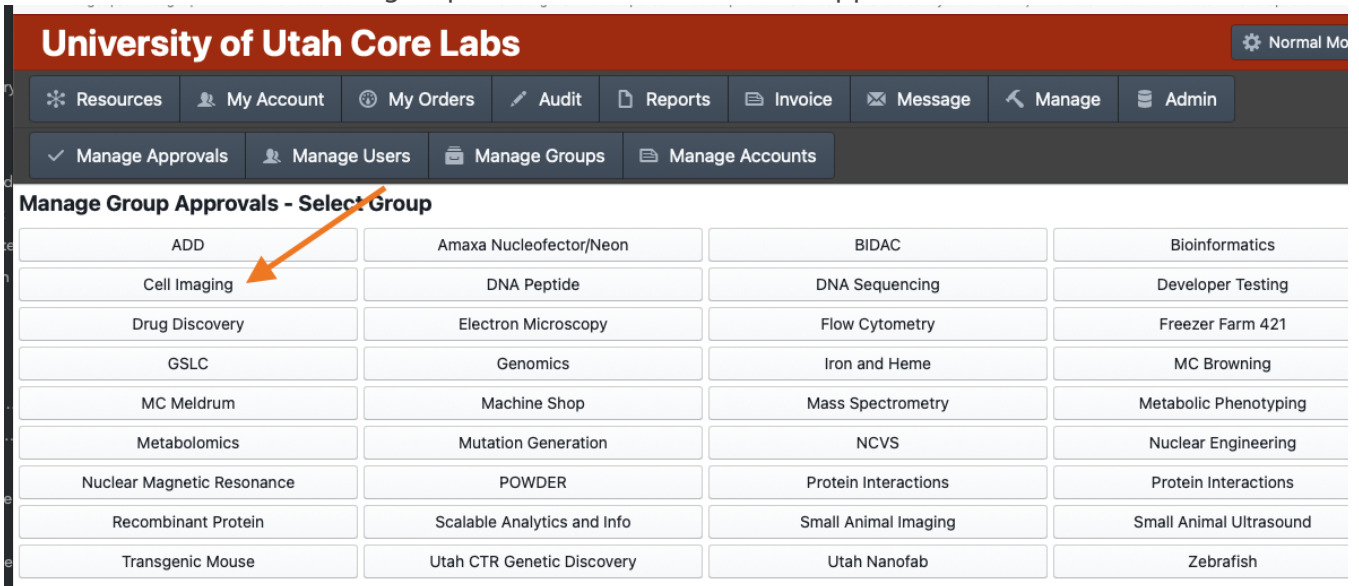 University of Utah Core Labs
Normal Mo
Resources My Account My Orders Audit Reports Invoice Message Manage Admin
Manage Approvals Manage Users Manage Groups Manage Accounts
Manage Group Approvals - Select Group
ADD Amaxa Nucleofector/Neon BIDAC Bioinformatics
Cell Imaging DNA Peptide DNA Sequencing Developer Testing
Drug Discovery Electron Microscopy Flow Cytometry Freezer Farm 421
GSLC Genomics Iron and Heme MC Browning
MC Meldrum Machine Shop Mass Spectrometry Metabolic Phenotyping
Metabolomics Mutation Generation NCVS Nuclear Engineering
Nuclear Magnetic Resonance POWDER Protein Interactions Protein Interactions
Recombinant Protein Scalable Analytics and Info Small Animal Imaging Small Animal Ultrasound
Transgenic Mouse Utah CTR Genetic Discovery Utah Nanofab Zebrafish